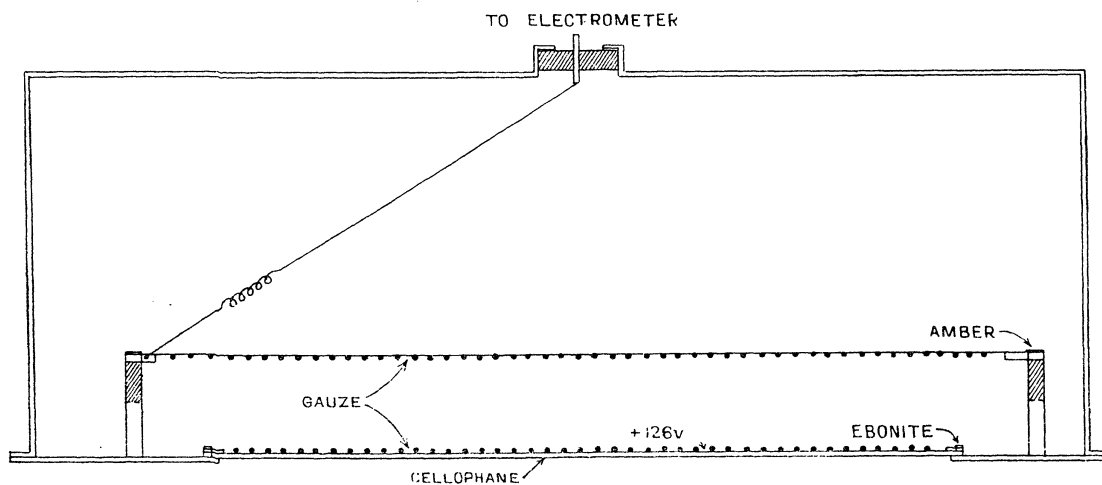 TO ELECTROMETER
AMBER
GAUZE
+126v
EBONITE
CELLOPHANE